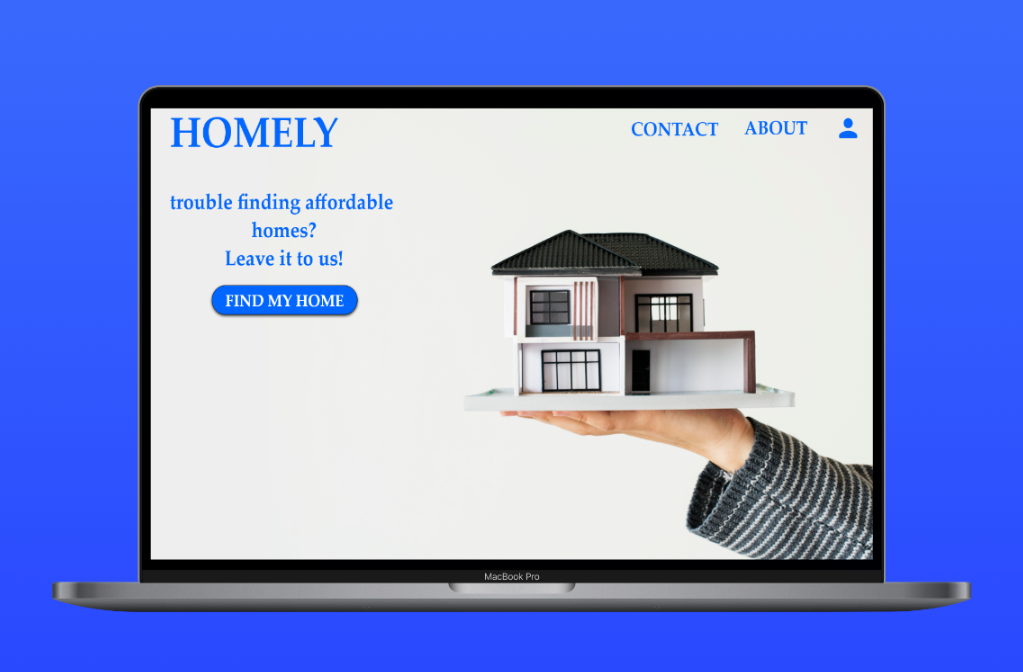 HOMELY
CONTACT
ABOUT
trouble finding affordable
homes?
Leave it to us!
FIND MY HOME
MacBook Pro